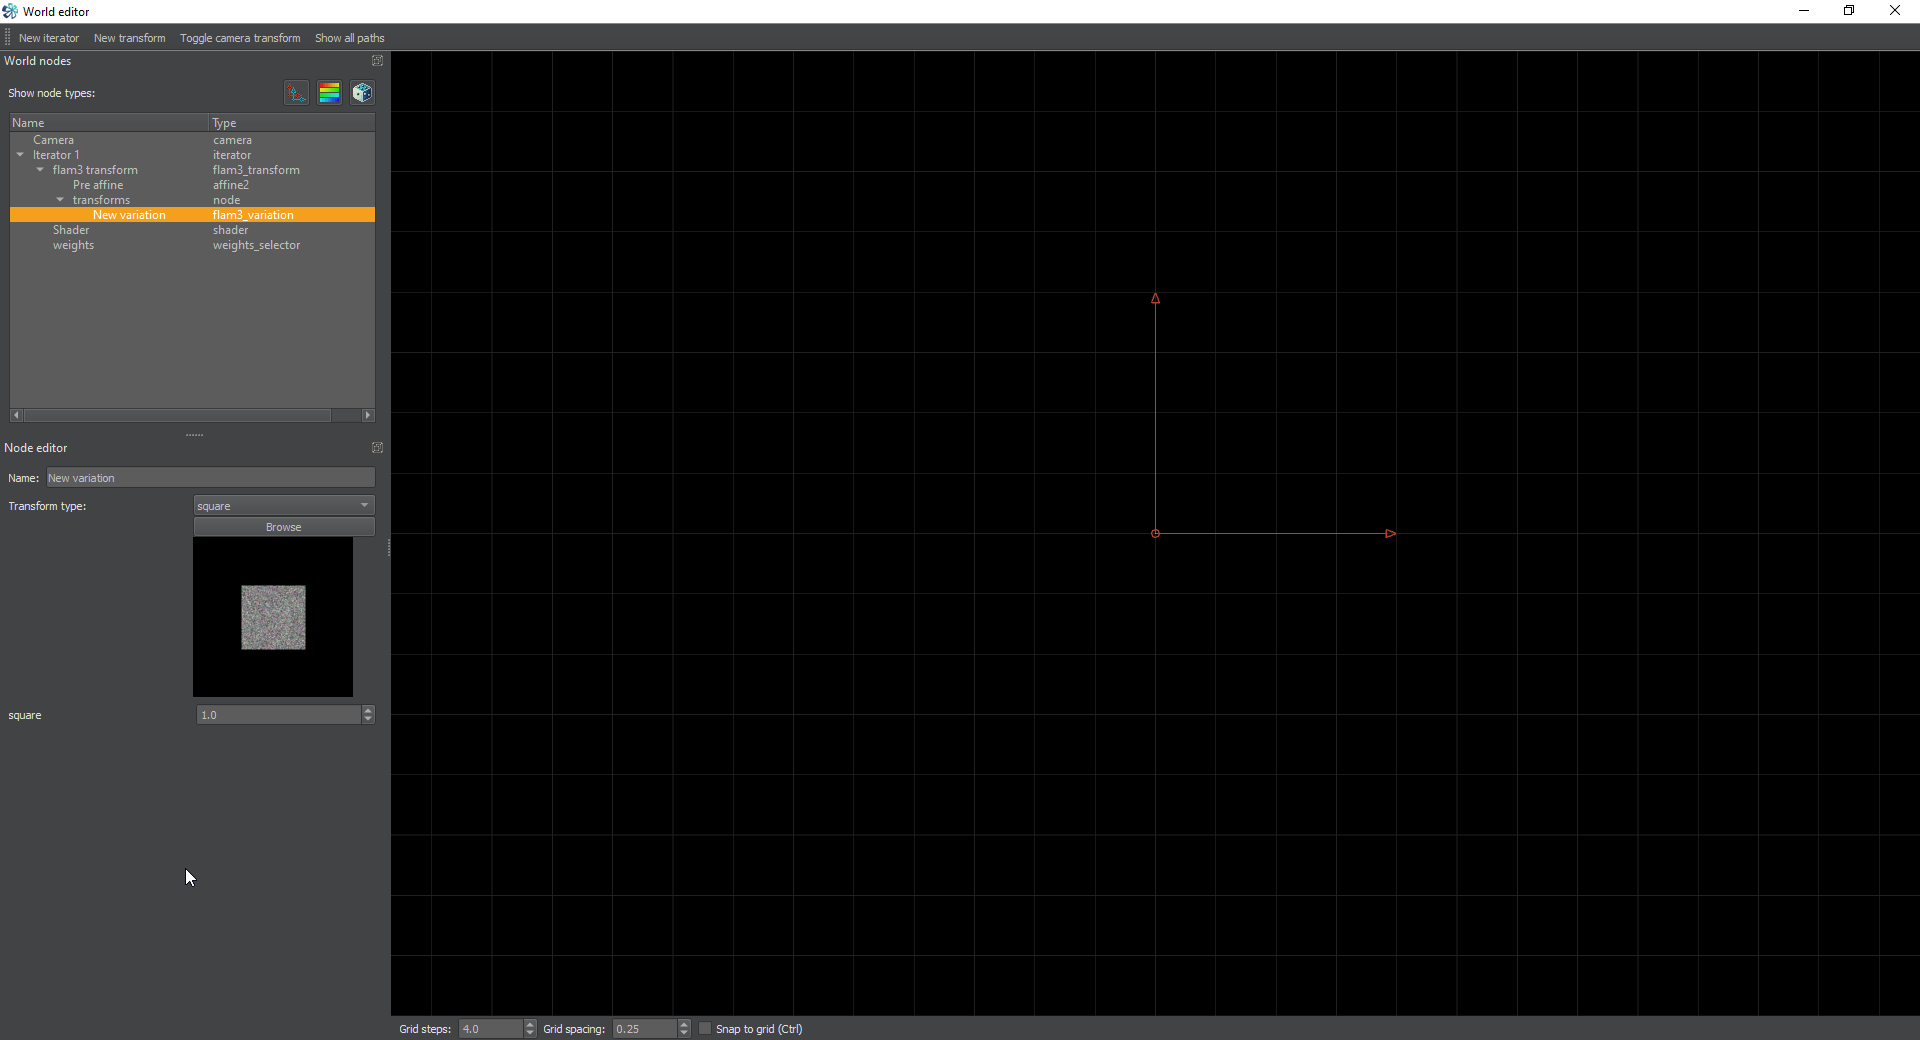 World editor
New iterator New transform Toggle camera transform Show all paths
World nodes
Show node types:
Name Type
Camera camera
Iterator 1 iterator
flam3 transform flam3_transform
Pre affine affine2
transforms node
New variation flam3_variation
Shader shader
weights weights_selector
Node editor
Name: New variation
Transform type: square
Browse
square 1.0
Grid steps: 4.0 Grid spacing: 0.25 Snap to grid (Ctrl)